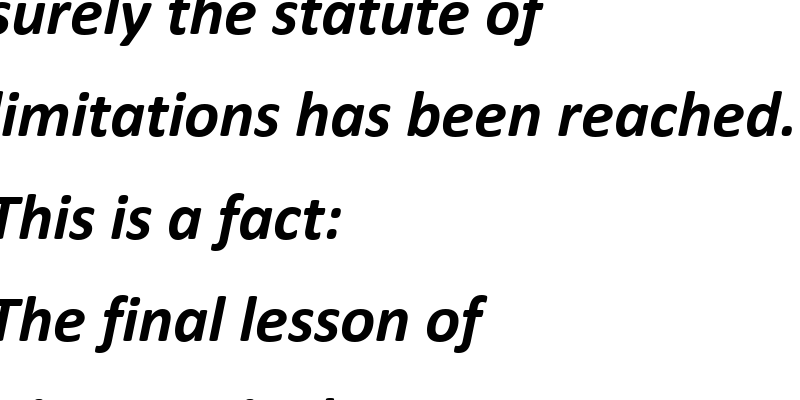 surely the statute of
limitations has been reached.
This is a fact:
The final lesson of